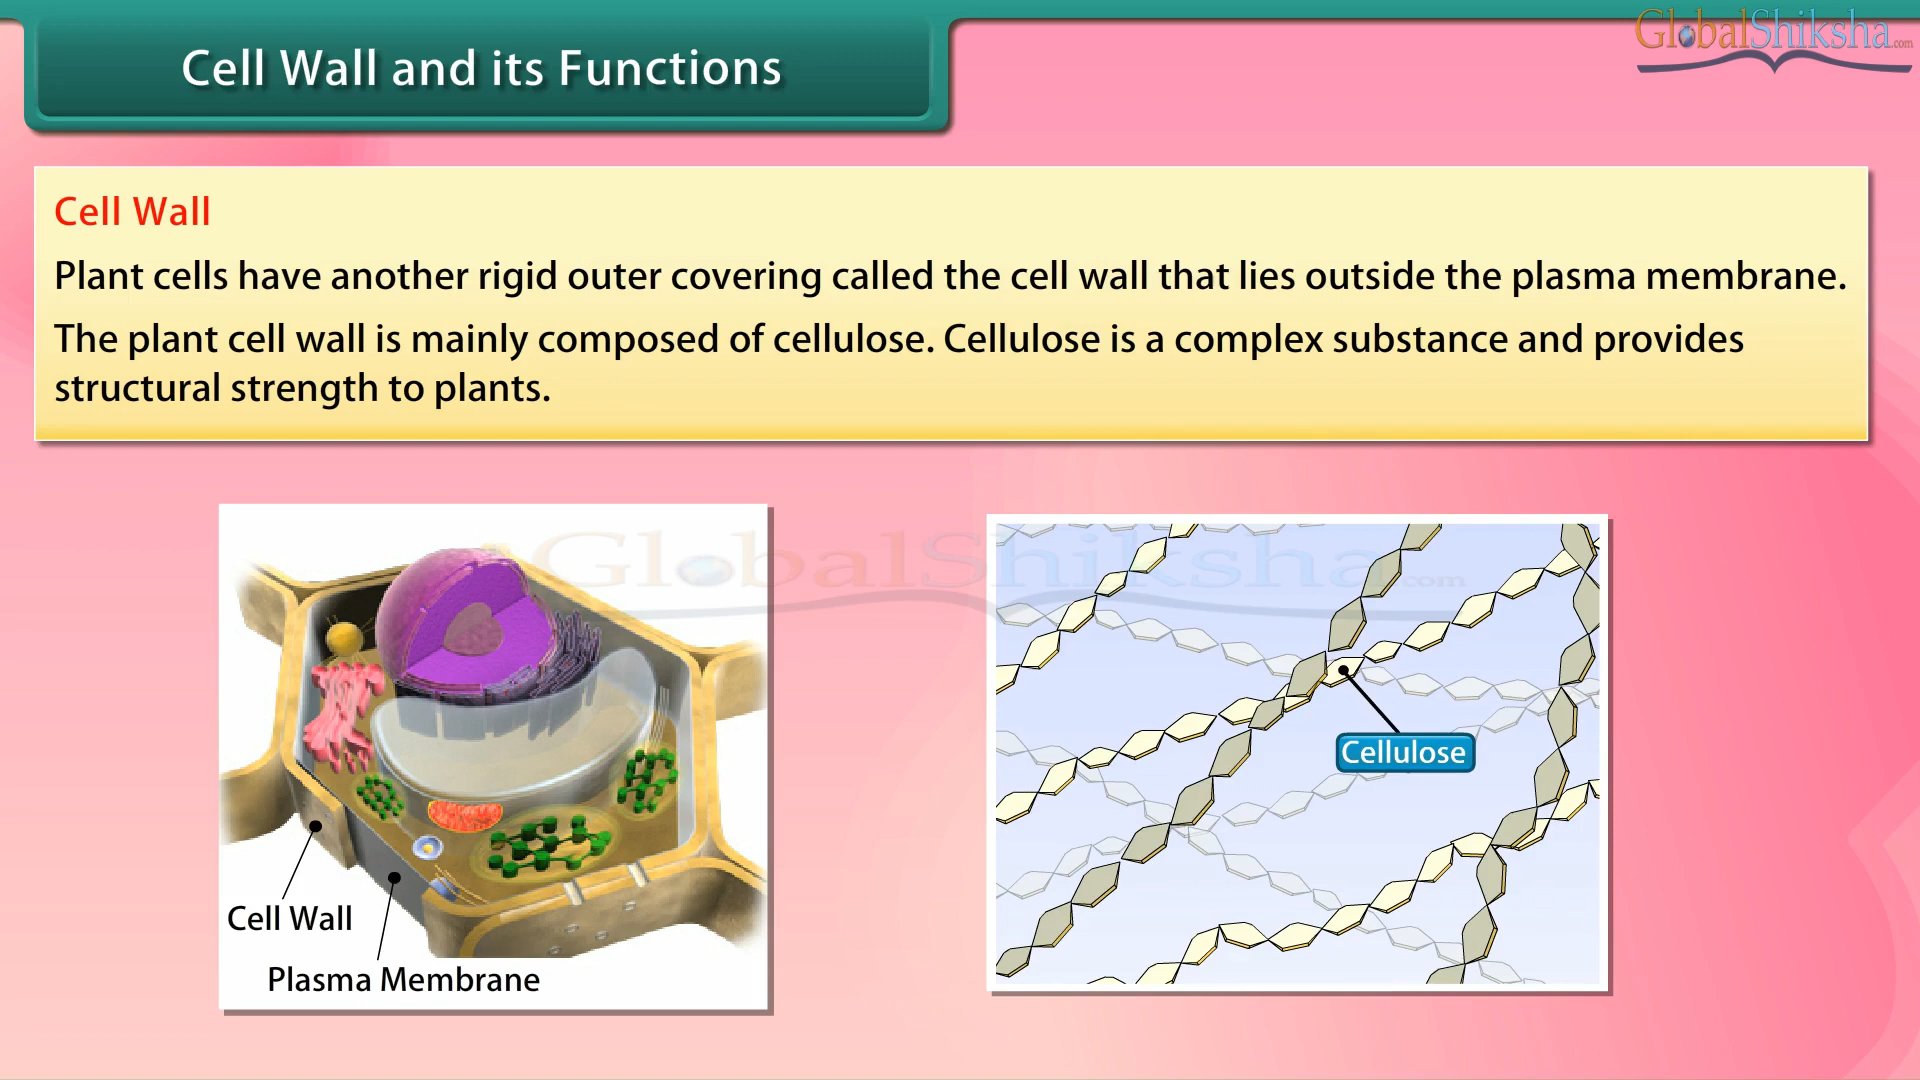 GlobalShiksha.com
Cell Wall and its Functions
Cell Wall
Plant cells have another rigid outer covering called the cell wall that lies outside the plasma membrane.
The plant cell wall is mainly composed of cellulose. Cellulose is a complex substance and provides
structural strength to plants.
GlobalShiksha.com
Cellulose
Cell Wall
Plasma Membrane